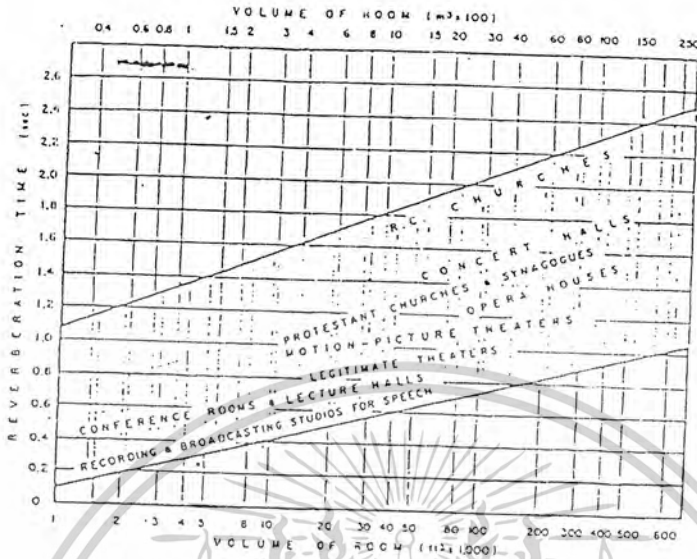 VOLUME OF ROOM (m³x100)
0,4 0,6 0,8 1 1,5 2 3 4 6 8 10 15 20 30 40 60 80 100 150 250
2,6
2,4
2,2
2,0
1,8
1,6
1,4
1,2
1,0
0,8
0,6
0,4
0,2
0
REVERBERATION TIME (sec)
R.C. CHURCHES
CONCERT HALLS
PROTESTANT CHURCHES & SYNAGOGUES
OPERA HOUSES
MOTION-PICTURE THEATERS
LEGITIMATE THEATERS
CONFERENCE ROOMS & LECTURE HALLS
RECORDING & BROADCASTING STUDIOS FOR SPEECH
1 2 3 4 5 8 10 20 30 40 50 80 100 200 300 400 500 600
VOLUME OF ROOM (ft³x1,000)